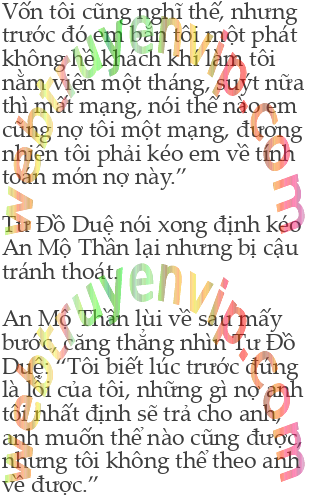 Vốn tôi cũng nghĩ thế, nhưng
trước đó em bắn tôi một phát
không hề khách khí làm tôi
nằm viện một tháng, suýt nữa
thì mất mạng, nói thế nào em
cũng nợ tôi một mạng, đương
nhiên tôi phải kéo em về tính
toán món nợ này.”
Tư Đồ Duệ nói xong định kéo
An Mộ Thần lại nhưng bị cậu
tránh thoát.
An Mộ Thần lùi về sau mấy
bước, căng thẳng nhìn Tư Đồ
Duệ: “Tôi biết lúc trước đúng
là lỗi của tôi, những gì nợ anh
tôi nhất định sẽ trả cho anh,
anh muốn thế nào cũng được,
nhưng tôi không thể theo anh
về được.”
webtruyenvip.com
webtruyenvip.com